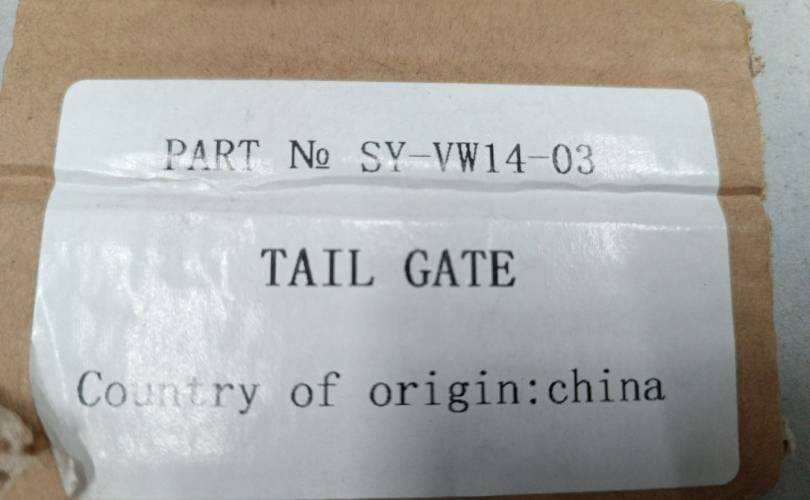 PART № SY-VW14-03
TAIL GATE
Country of origin:china